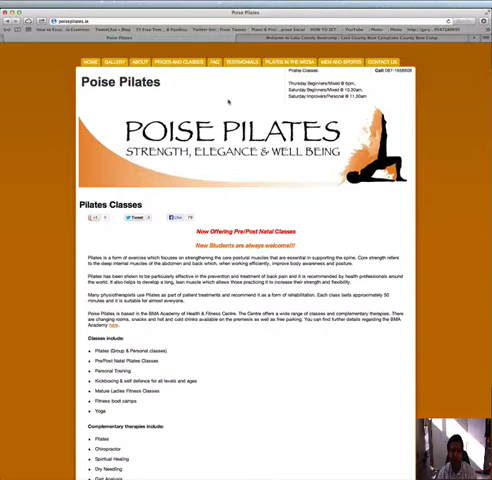 Poise Pilates
poisepilates.ie
Poise Pilates
HOME GALLERY ABOUT PRICES AND CLASSES FAQ TESTIMONIALS PILATES IN THE MEDIA MEN AND SPORTS CONTACT US
Poise Pilates
Pilates Classes:
Thursday Beginners/Mixed @ 6pm,
Saturday Beginners/Mixed @ 10.30am,
Saturday Improvers/Personal @ 11.30am
POISE PILATES
STRENGTH, ELEGANCE & WELL BEING
Pilates Classes
Tweet
Like
Now Offering Pre/Post Natal Classes
New Students are always welcome!!!
Pilates is a form of exercise which focuses on strengthening the core postural muscles that are essential in supporting the spine. Core strength refers
to the deep internal muscles of the abdomen and back which, when working efficiently, improve body awareness and posture.
Pilates has been shown to be particularly effective in the prevention and treatment of back pain and it is recommended by health professionals around
the world. It also helps to develop a long, lean muscle which allows those practicing it to increase their strength and flexibility.
Many physiotherapists use Pilates as part of patient treatments and recommend it as a form of rehabilitation. Each class lasts approximately 50
minutes and it is suitable for almost everyone.
Poise Pilates is based in the BMA Academy of Health & Fitness Centre. The Centre offers a wide range of classes and complementary therapies. There
are changing rooms, snacks and hot and cold drinks available on the premises as well as free parking. You can find further details regarding the BMA
Academy here.
Classes include:
Pilates (Group & Personal classes)
Pre/Post Natal Pilates Classes
Personal Training
Kickboxing & self defence for all levels and ages
Mature Ladies Fitness Classes
Fitness boot camps
Yoga
Complementary therapies include:
Pilates
Chiropractor
Spiritual Healing
Dry Needling
Gait Analysis